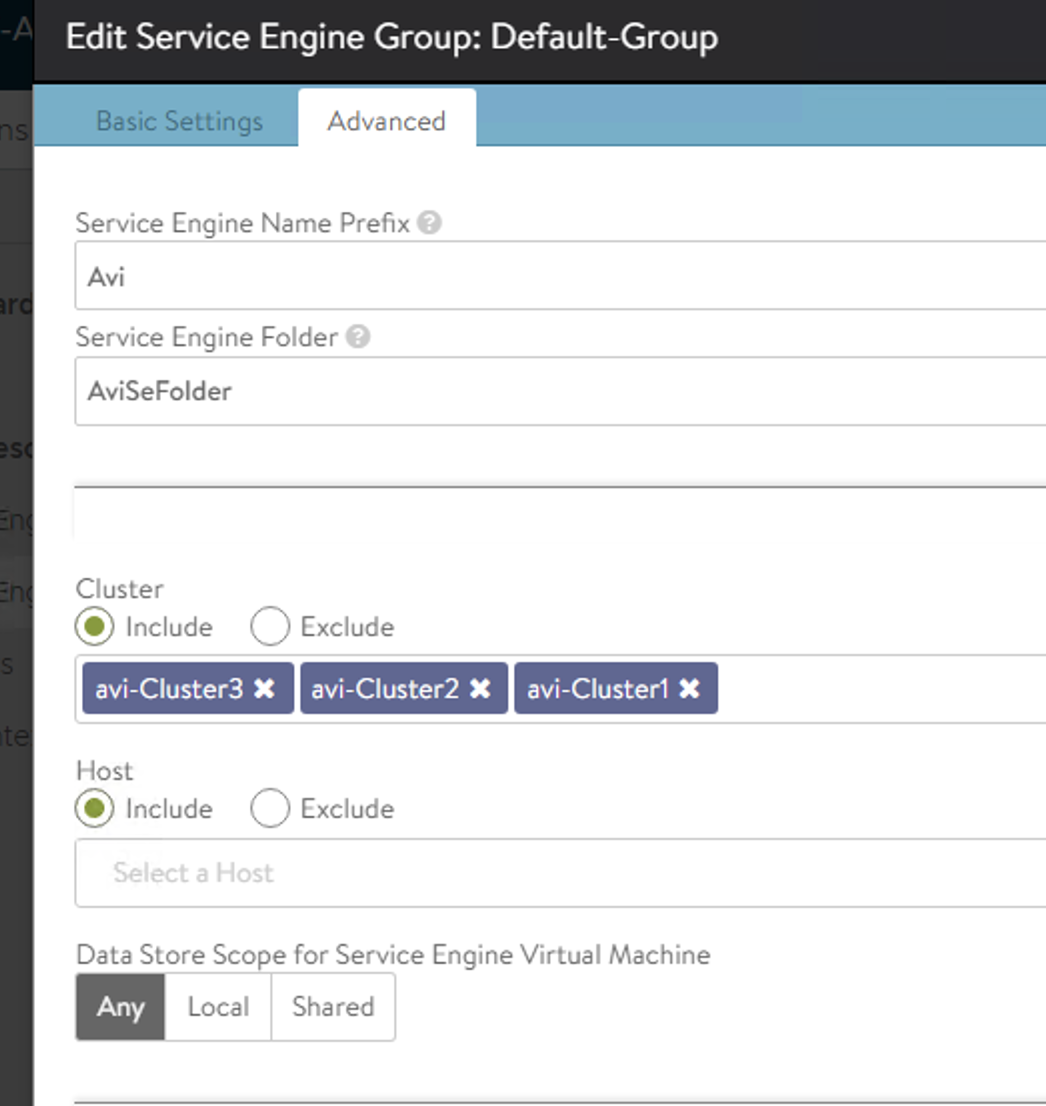 Edit Service Engine Group: Default-Group
Basic Settings Advanced
Service Engine Name Prefix ?
Avi
Service Engine Folder ?
AviSeFolder
Cluster
Include Exclude
avi-Cluster3 ✖ avi-Cluster2 ✖ avi-Cluster1 ✖
Host
Include Exclude
Select a Host
Data Store Scope for Service Engine Virtual Machine
Any Local Shared